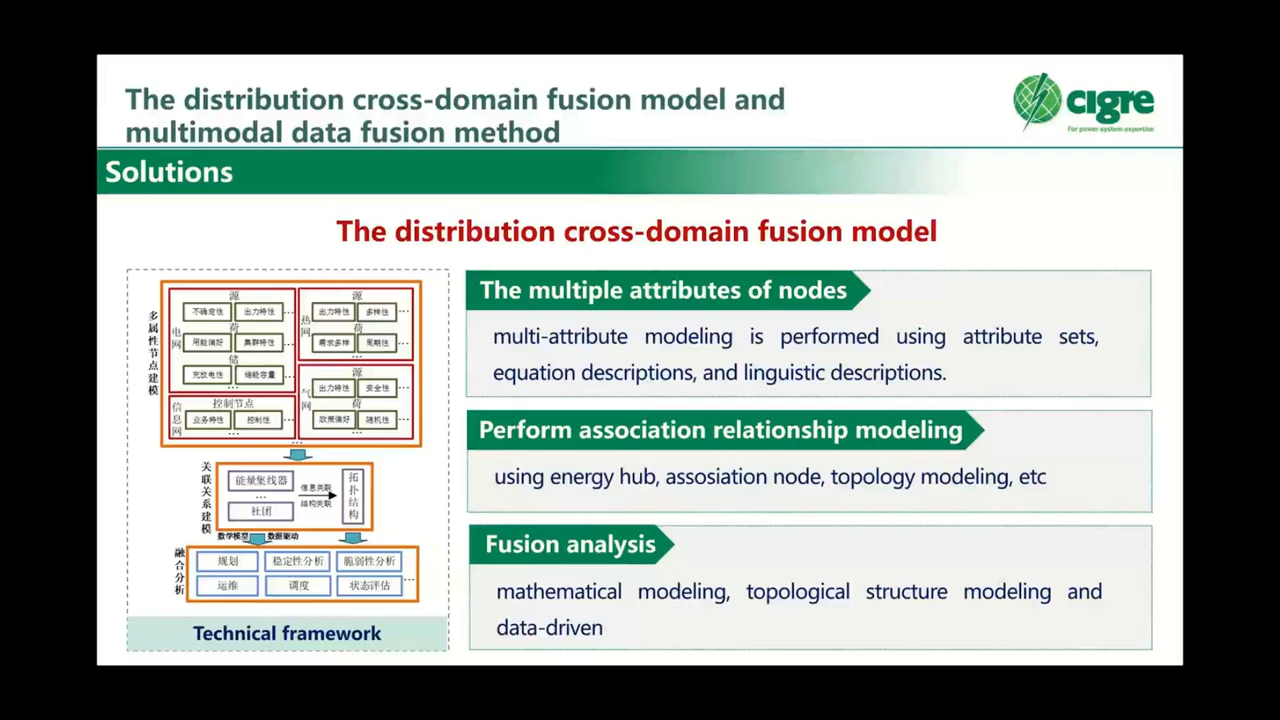 The distribution cross-domain fusion model and
multimodal data fusion method
cigre
For power system expertise
Solutions
The distribution cross-domain fusion model
多属性节点建模
电网
源
不确定性 出力特性 ...
荷
用能偏好 集群特性 ...
储
充放电性 储能容量 ...
热网
源
出力特性 多样性 ...
荷
需求多样 周期性 ...
...
信息网
控制节点
业务特性 控制性 ...
...
气网
源
出力特性 安全性 ...
荷
政策偏好 随机性 ...
...
...
关联关系建模
能量集线器
...
社团
信息关联
结构关联
拓扑结构
数学模型 数据驱动
融合分析
规划 稳定性分析 脆弱性分析
运维 调度 状态评估 ...
Technical framework
The multiple attributes of nodes
multi-attribute modeling is performed using attribute sets,
equation descriptions, and linguistic descriptions.
Perform association relationship modeling
using energy hub, assosiation node, topology modeling, etc
Fusion analysis
mathematical modeling, topological structure modeling and
data-driven